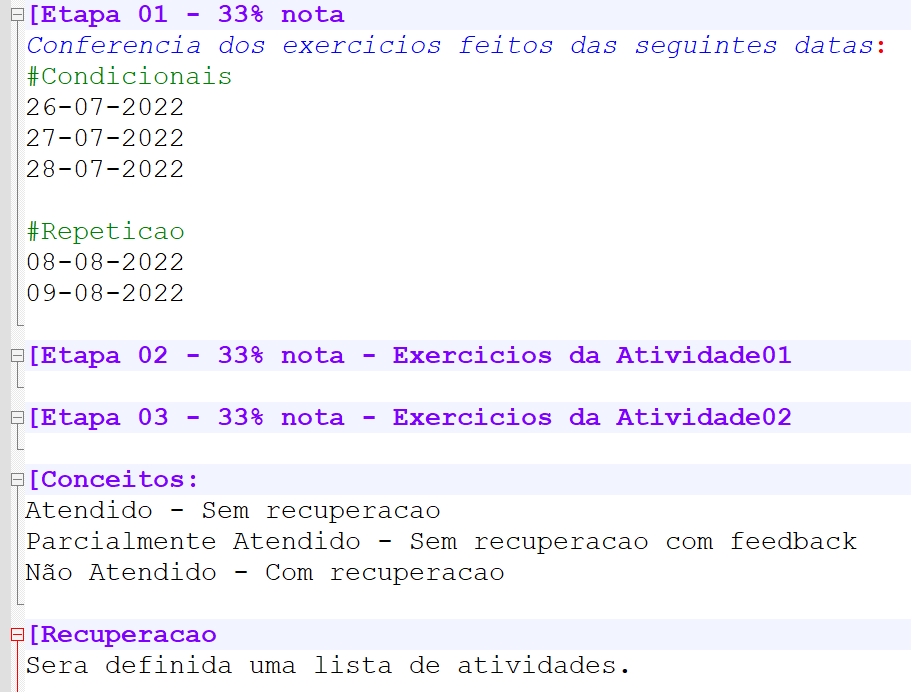 [Etapa 01 - 33% nota
Conferencia dos exercicios feitos das seguintes datas:
#Condicionais
26-07-2022
27-07-2022
28-07-2022
#Repeticao
08-08-2022
09-08-2022
[Etapa 02 - 33% nota - Exercicios da Atividade01
[Etapa 03 - 33% nota - Exercicios da Atividade02
[Conceitos:
Atendido - Sem recuperacao
Parcialmente Atendido - Sem recuperacao com feedback
Não Atendido - Com recuperacao
[Recuperacao
Sera definida uma lista de atividades.